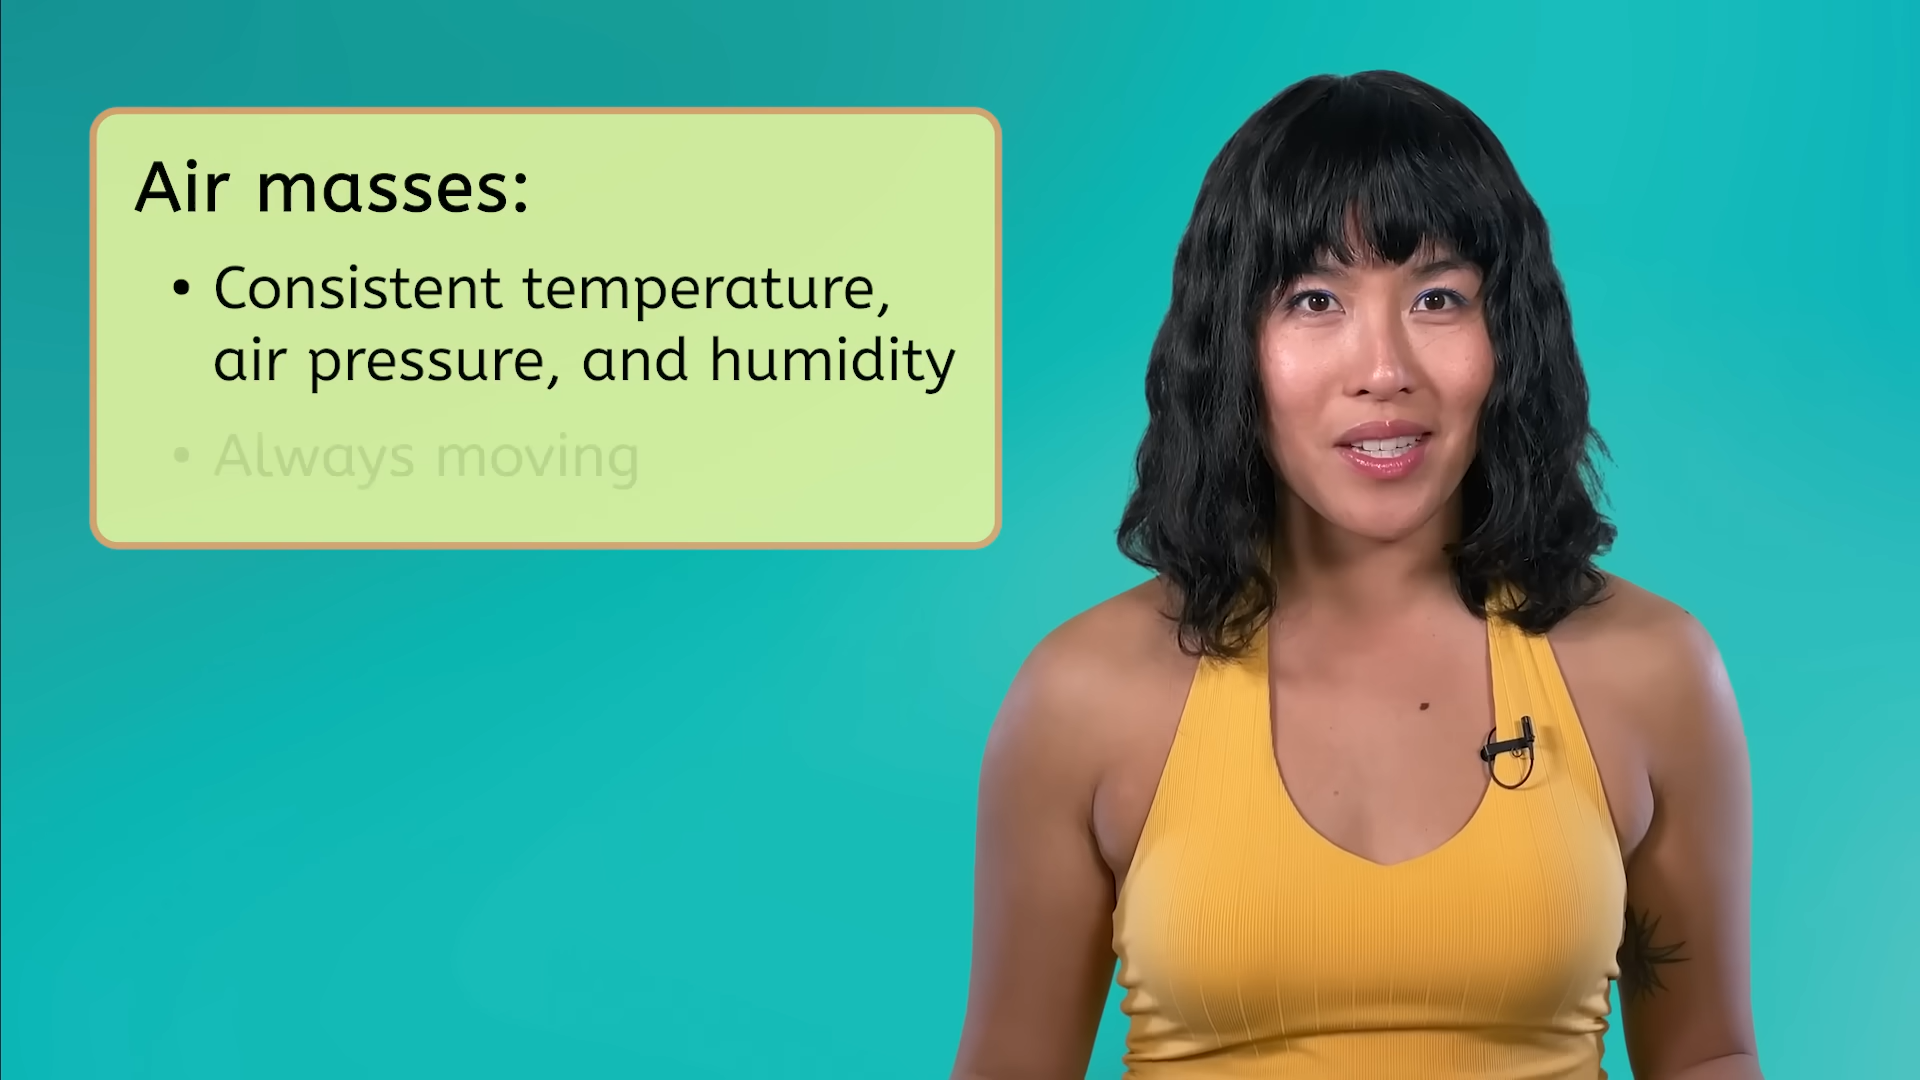 Air masses:
• Consistent temperature,
air pressure, and humidity
• Always moving